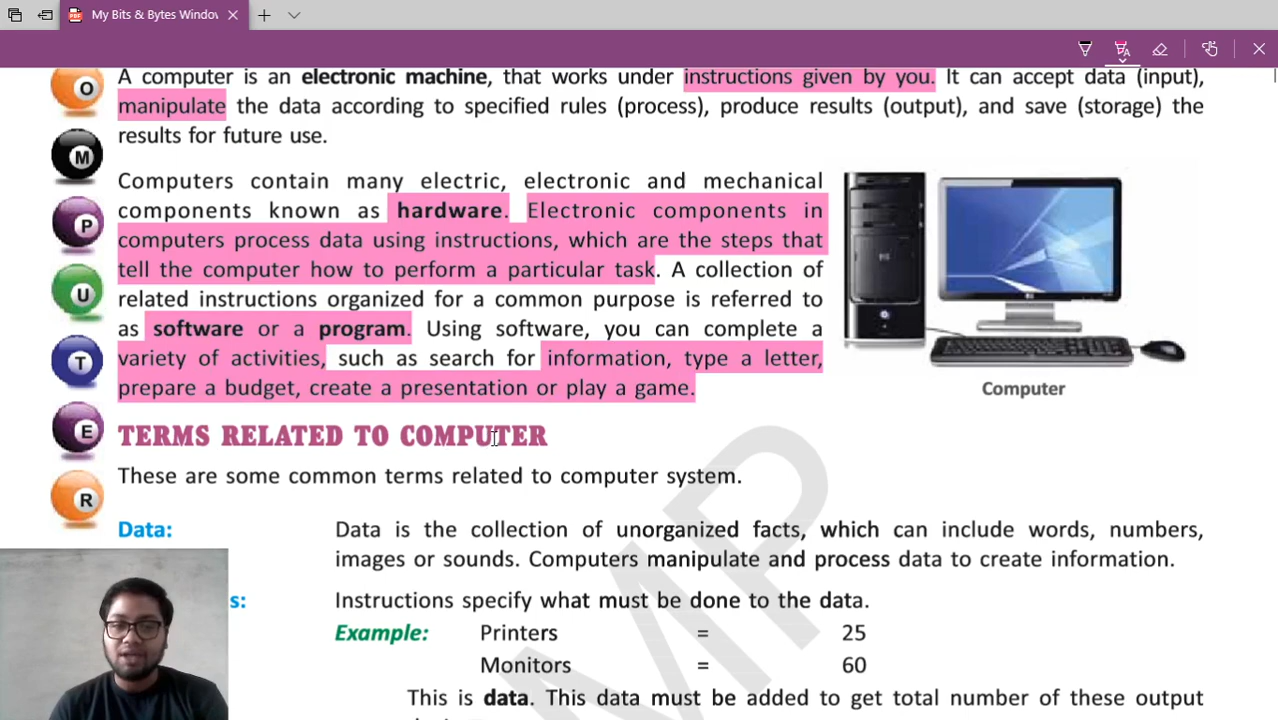 My Bits & Bytes Window
A computer is an electronic machine, that works under instructions given by you. It can accept data (input),
manipulate the data according to specified rules (process), produce results (output), and save (storage) the
results for future use.
Computers contain many electric, electronic and mechanical
components known as hardware. Electronic components in
computers process data using instructions, which are the steps that
tell the computer how to perform a particular task. A collection of
related instructions organized for a common purpose is referred to
as software or a program. Using software, you can complete a
variety of activities, such as search for information, type a letter,
prepare a budget, create a presentation or play a game.
O
M
P
U
T
E
R
Computer
TERMS RELATED TO COMPUTER
These are some common terms related to computer system.
Data: Data is the collection of unorganized facts, which can include words, numbers,
images or sounds. Computers manipulate and process data to create information.
s: Instructions specify what must be done to the data.
Example: Printers = 25
Monitors = 60
This is data. This data must be added to get total number of these output